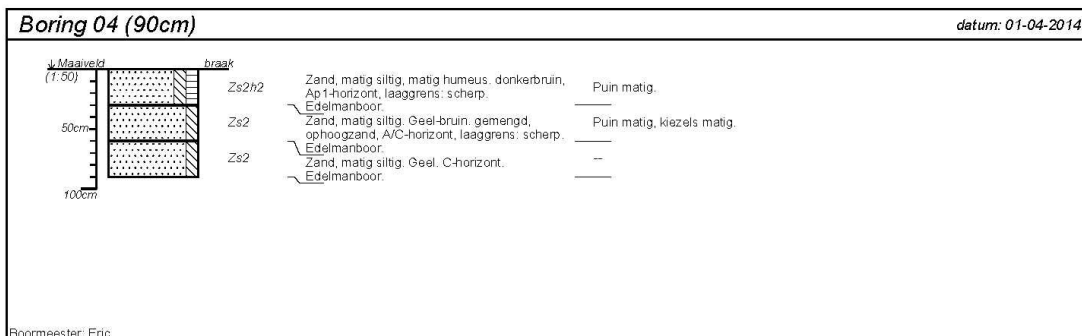 Boring 04 (90cm)
datum: 01-04-2014
↓ Maaiveld
braak
(1:50)
50cm
100cm
Zs2h2
Zand, matig siltig, matig humeus. donkerbruin,
Ap1-horizont, laaggrens: scherp.
Edelmanboor.
Puin matig.
Zs2
Zand, matig siltig. Geel-bruin. gemengd,
ophoogzand, A/C-horizont, laaggrens: scherp.
Edelmanboor.
Puin matig, kiezels matig.
Zs2
Zand, matig siltig. Geel. C-horizont.
Edelmanboor.
--
Boormeester: Eric